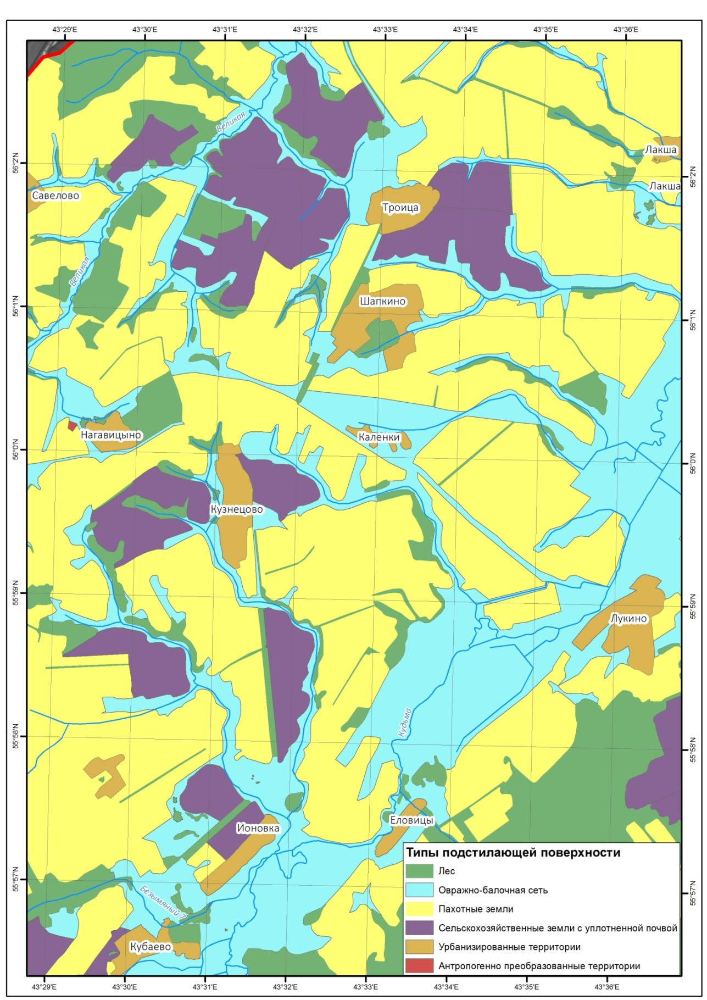 43°29'E 43°30'E 43°31'E 43°32'E 43°33'E 43°34'E 43°35'E 43°36'E
Великая
Лакша
56°2'N
56°2'N
Лакша
Савелово
Троица
Великая
Шапкино
56°1'N
56°1'N
Нагавицыно
Каленки
56°0'N
56°0'N
Кузнецово
55°59'N
55°59'N
Лукино
Кудьма
55°58'N
55°58'N
Еловицы
Ионовка
Типы подстилающей поверхности
Лес
Овражно-балочная сеть
Пахотные земли
Сельскохозяйственные земли с уплотненной почвой
Урбанизированные территории
Антропогенно преобразованные территории
55°57'N
55°57'N
Безымяный 7
Кубаево
43°29'E 43°30'E 43°31'E 43°32'E 43°33'E 43°34'E 43°35'E 43°36'E